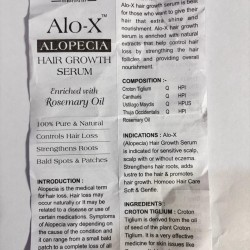 Alo-X™
ALOPECIA
HAIR GROWTH
SERUM
Enriched with
Rosemary Oil
100% Pure & Natural
Controls Hair Loss
Strengthens Roots
Bald Spots & Patches
INTRODUCTION :
Alopecia is the medical term
for hair loss. Hair loss may
occur naturally or it may be
related to a disease or use of
certain medications. Symptoms
of Alopecia vary depending on
the cause of the condition and
it can range from a small bald
patch to a complete loss of all
Alo-X hair growth serum is best
for those who want to give their
hair that extra shine and
nourishment. Alo-X hair growth
serum is enriched with natural
extracts that help control hair
loss by strengthening the hair
follicles and providing overall
nourishment.
COMPOSITION :-
Croton Tiglium Q HPI
Cantharis Q HPI
Ustilago Maydis Q HPUS
Thuja Occidentalis Q HPI
Rosemary Oil
INDICATIONS : Alo-X
(Alopecia) Hair Growth Serum
is indicated for sensitive scalp,
scalp with or without eczema.
Strengthens hair roots, adds
lustre to the hair & promotes
hair growth. Homoeo Hair Care
Soft & Gentle.
INGREDIENTS :
CROTON TIGLIUM : Croton
Tiglium is derived from the oil
of seed of the plant Croton
Tiglium. It is a very effective
medicine for skin issues like